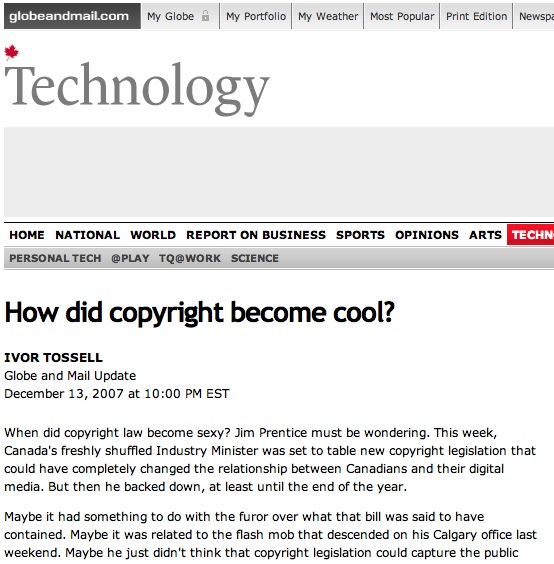 globeandmail.com My Globe My Portfolio My Weather Most Popular Print Edition Newspa
Technology
HOME NATIONAL WORLD REPORT ON BUSINESS SPORTS OPINIONS ARTS TECHN
PERSONAL TECH @PLAY TQ@WORK SCIENCE
How did copyright become cool?
IVOR TOSSELL
Globe and Mail Update
December 13, 2007 at 10:00 PM EST
When did copyright law become sexy? Jim Prentice must be wondering. This week,
Canada's freshly shuffled Industry Minister was set to table new copyright legislation that
could have completely changed the relationship between Canadians and their digital
media. But then he backed down, at least until the end of the year.
Maybe it had something to do with the furor over what that bill was said to have
contained. Maybe it was related to the flash mob that descended on his Calgary office last
weekend. Maybe he just didn't think that copyright legislation could capture the public